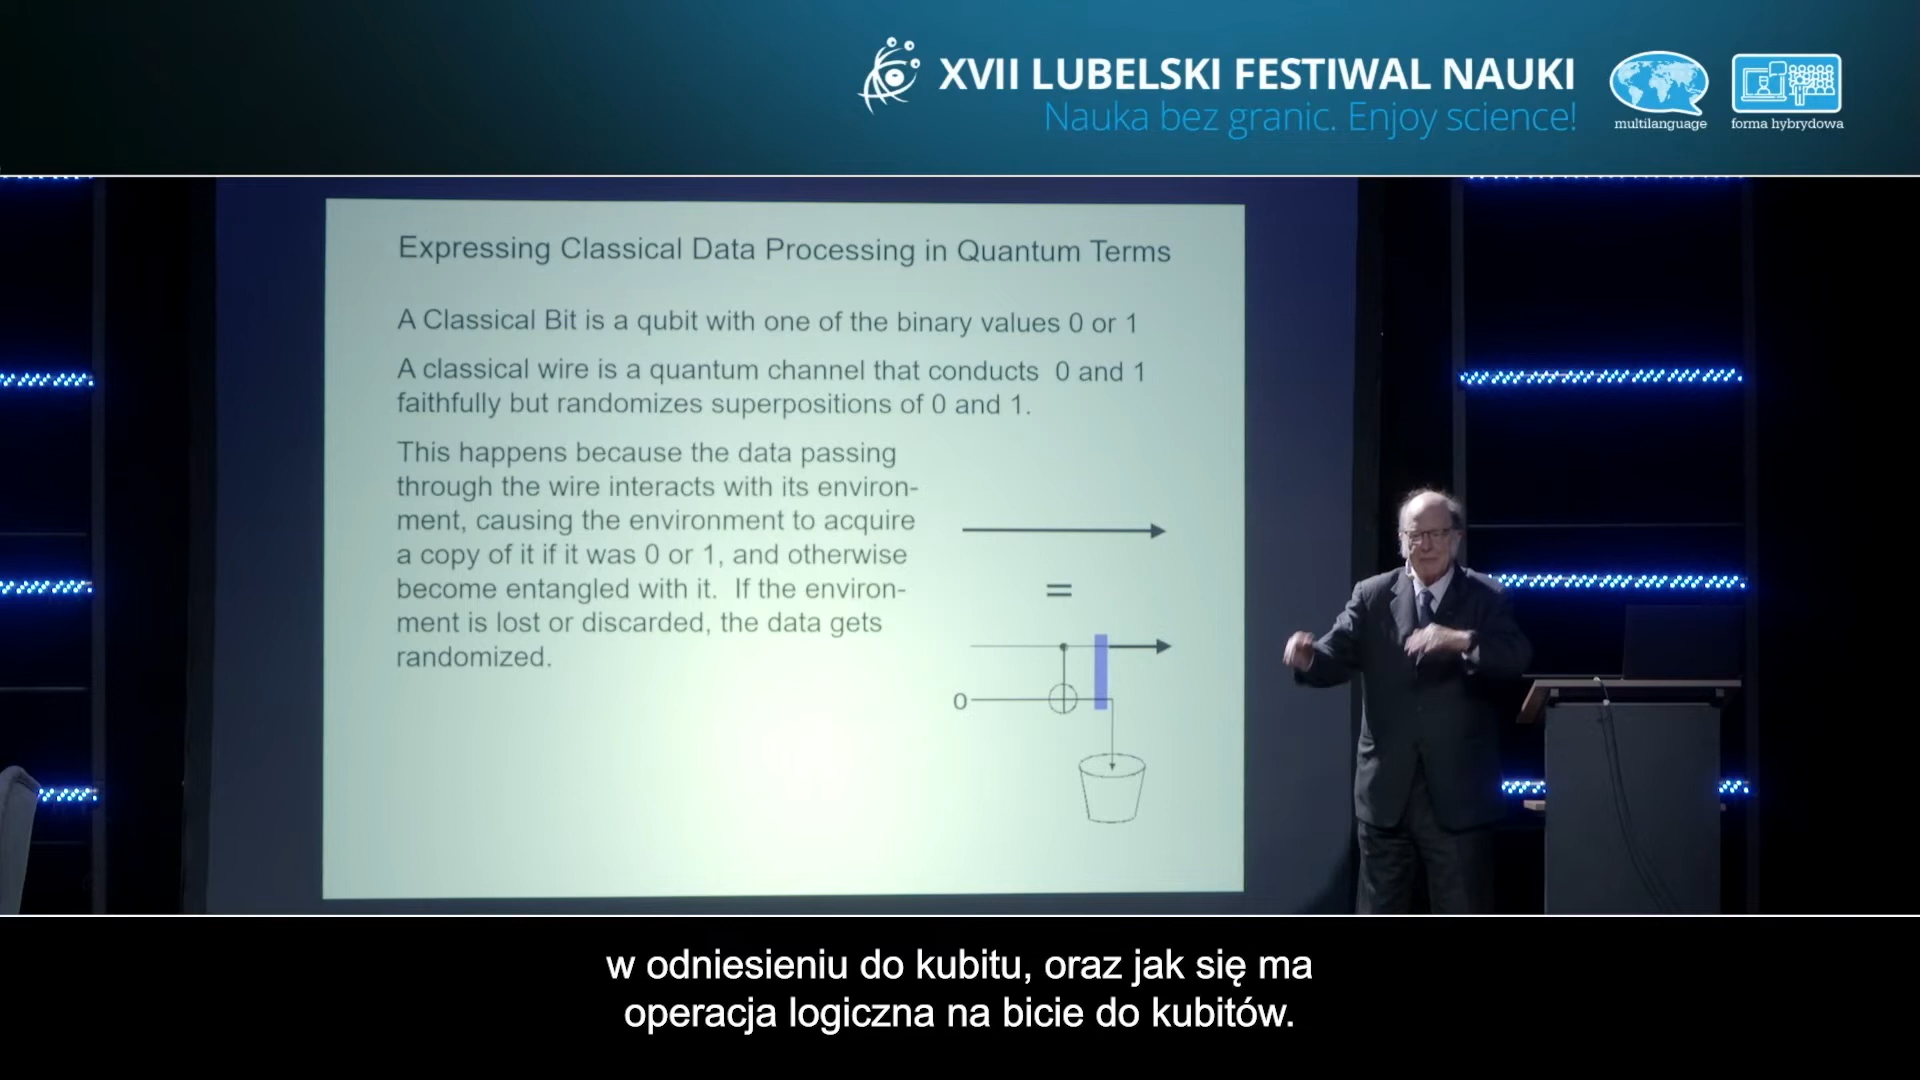 XVII LUBELSKI FESTIWAL NAUKI
Nauka bez granic. Enjoy science!
multilanguage
forma hybrydowa
Expressing Classical Data Processing in Quantum Terms
A Classical Bit is a qubit with one of the binary values 0 or 1
A classical wire is a quantum channel that conducts 0 and 1
faithfully but randomizes superpositions of 0 and 1.
This happens because the data passing
through the wire interacts with its environ-
ment, causing the environment to acquire
a copy of it if it was 0 or 1, and otherwise
become entangled with it. If the environ-
ment is lost or discarded, the data gets
randomized.
=
0
w odniesieniu do kubitu, oraz jak się ma
operacja logiczna na bicie do kubitów.